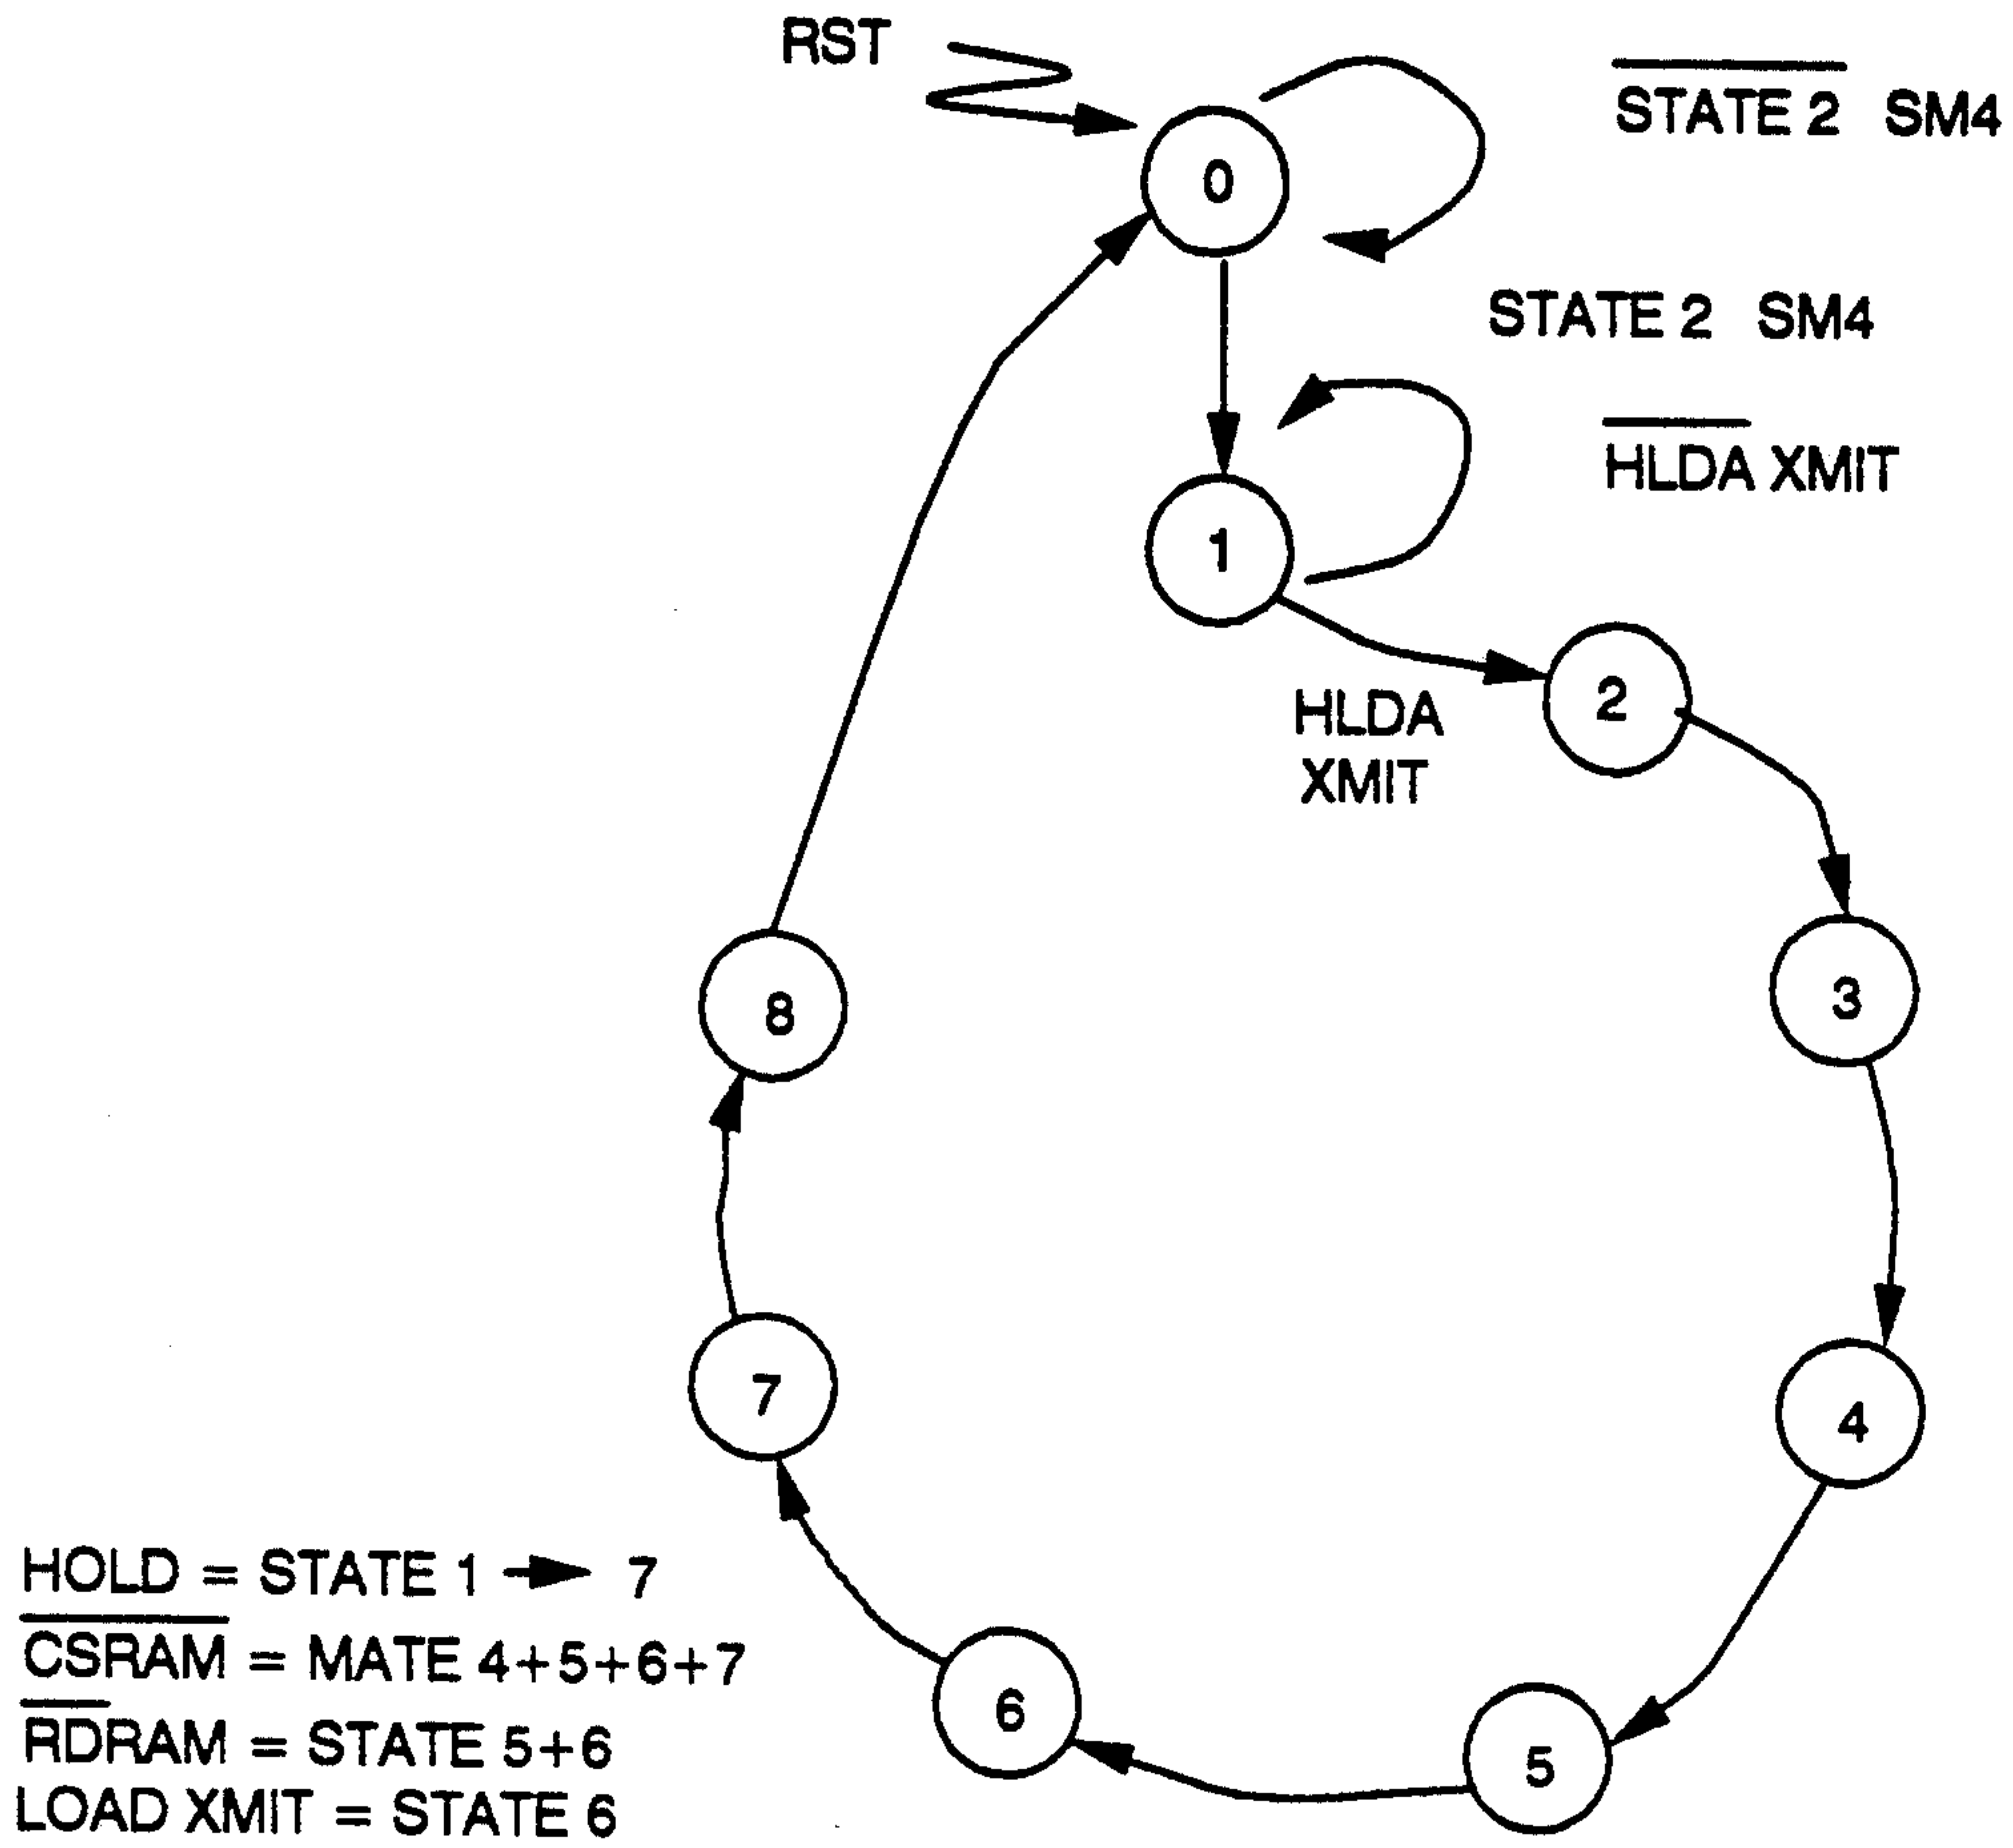 RST
STATE 2 SM4
0
STATE 2 SM4
HLDA XMIT
1
2
HLDA
XMIT
3
8
4
7
6
5
HOLD = STATE 1 → 7
CSRAM = MATE 4+5+6+7
RDRAM = STATE 5+6
LOAD XMIT = STATE 6